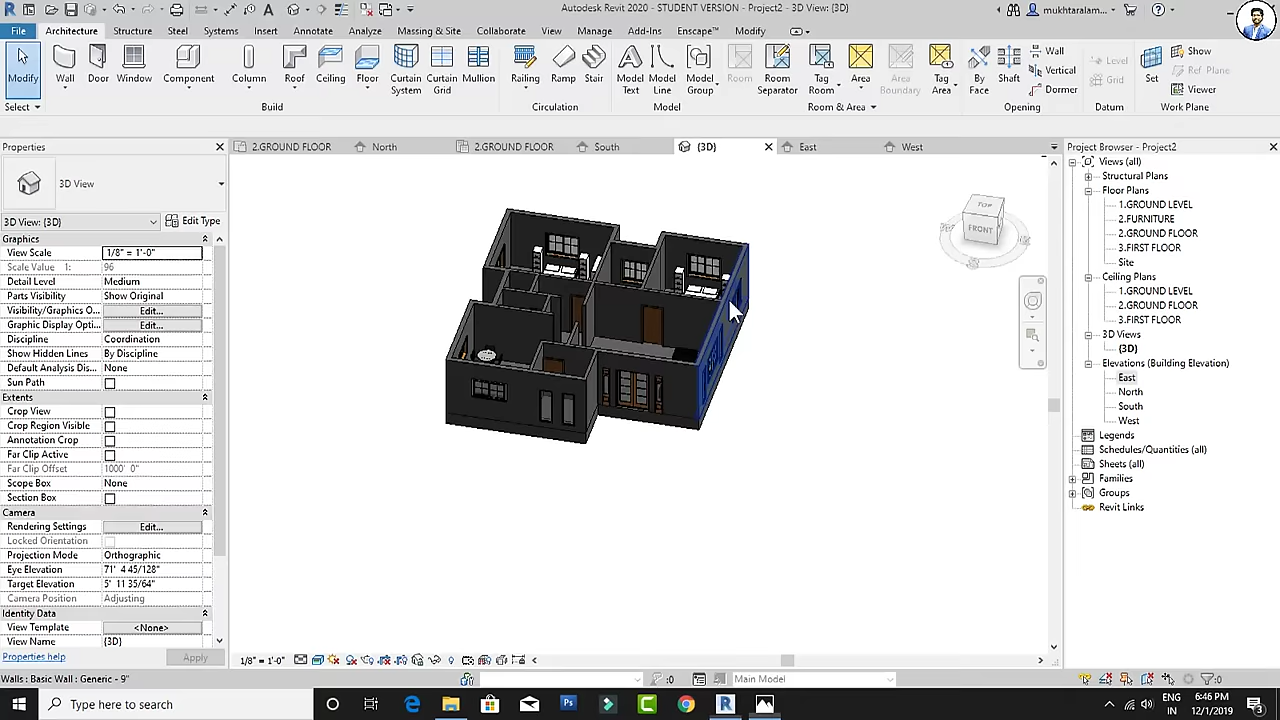 Autodesk Revit 2020 - STUDENT VERSION - Project2 - 3D View: {3D}
mukhtaralam...
File Architecture Structure Steel Systems Insert Annotate Analyze Massing & Site Collaborate View Manage Add-Ins Enscape™ Modify
Modify Wall Door Window Component Column Roof Ceiling Floor Curtain System Curtain Grid Mullion Railing Ramp Stair Model Text Model Line Model Group Room Room Separator Tag Room Area Area Boundary Tag Area By Face Shaft Wall Vertical Dormer Level Grid Set Show Ref Plane Viewer
Select Build Circulation Model Room & Area Opening Datum Work Plane
Properties
3D View
3D View: {3D} Edit Type
Graphics
View Scale 1/8" = 1'-0"
Scale Value 1: 96
Detail Level Medium
Parts Visibility Show Original
Visibility/Graphics O... Edit...
Graphic Display Opti... Edit...
Discipline Coordination
Show Hidden Lines By Discipline
Default Analysis Dis... None
Sun Path
Extents
Crop View
Crop Region Visible
Annotation Crop
Far Clip Active
Far Clip Offset 1000' 0"
Scope Box None
Section Box
Camera
Rendering Settings Edit...
Locked Orientation
Projection Mode Orthographic
Eye Elevation 71' 4 45/128"
Target Elevation 5' 11 35/64"
Camera Position Adjusting
Identity Data
View Template <None>
View Name {3D}
Properties help Apply
2.GROUND FLOOR North 2.GROUND FLOOR South {3D} East West
TOP
FRONT
Project Browser - Project2
Views (all)
Structural Plans
Floor Plans
1.GROUND LEVEL
2.FURNITURE
2.GROUND FLOOR
3.FIRST FLOOR
Site
Ceiling Plans
1.GROUND LEVEL
2.GROUND FLOOR
3.FIRST FLOOR
3D Views
{3D}
Elevations (Building Elevation)
East
North
South
West
Legends
Schedules/Quantities (all)
Sheets (all)
Families
Groups
Revit Links
1/8" = 1'-0"
Walls : Basic Wall : Generic - 9" :0 Main Model :0
Type here to search
ENG 6:46 PM
IN 12/1/2019